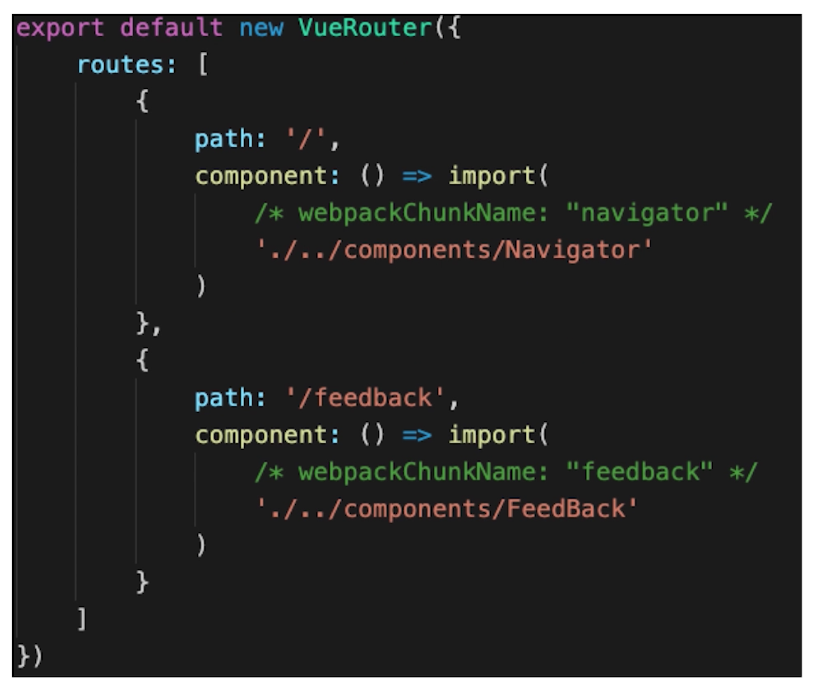 export default new VueRouter({
    routes: [
        {
            path: '/',
            component: () => import(
                /* webpackChunkName: "navigator" */
                './../components/Navigator'
            )
        },
        {
            path: '/feedback',
            component: () => import(
                /* webpackChunkName: "feedback" */
                './../components/FeedBack'
            )
        }
    ]
})